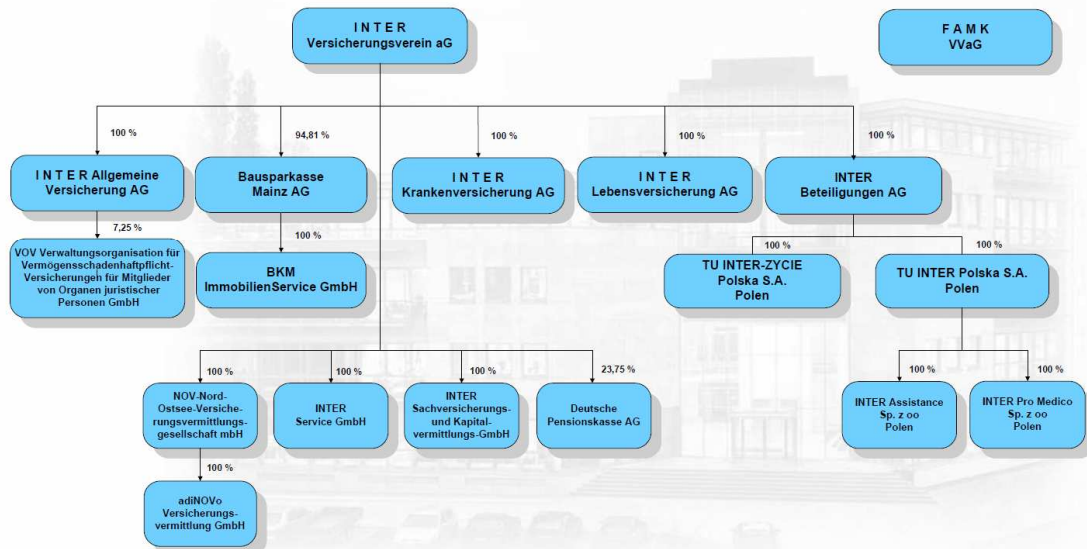 I N T E R
Versicherungsverein aG
F A M K
VVaG
100 %
94,81 %
100 %
100 %
100 %
I N T E R Allgemeine
Versicherung AG
Bausparkasse
Mainz AG
I N T E R
Krankenversicherung AG
I N T E R
Lebensversicherung AG
INTER
Beteiligungen AG
7,25 %
100 %
100 %
100 %
VOV Verwaltungsorganisation für
Vermögensschadenhaftpflicht-
Versicherungen für Mitglieder
von Organen juristischer
Personen GmbH
BKM
ImmobilienService GmbH
TU INTER-ZYCIE
Polska S.A.
Polen
TU INTER Polska S.A.
Polen
100 %
100 %
100 %
23,75 %
100 %
100 %
NOV-Nord-
Ostsee-Versiche-
rungsvermittlungs-
gesellschaft mbH
INTER
Service GmbH
INTER
Sachversicherungs-
und Kapital-
vermittlungs-GmbH
Deutsche
Pensionskasse AG
INTER Assistance
Sp. z oo
Polen
INTER Pro Medico
Sp. z oo
Polen
100 %
adiNOVo
Versicherungs-
vermittlung GmbH